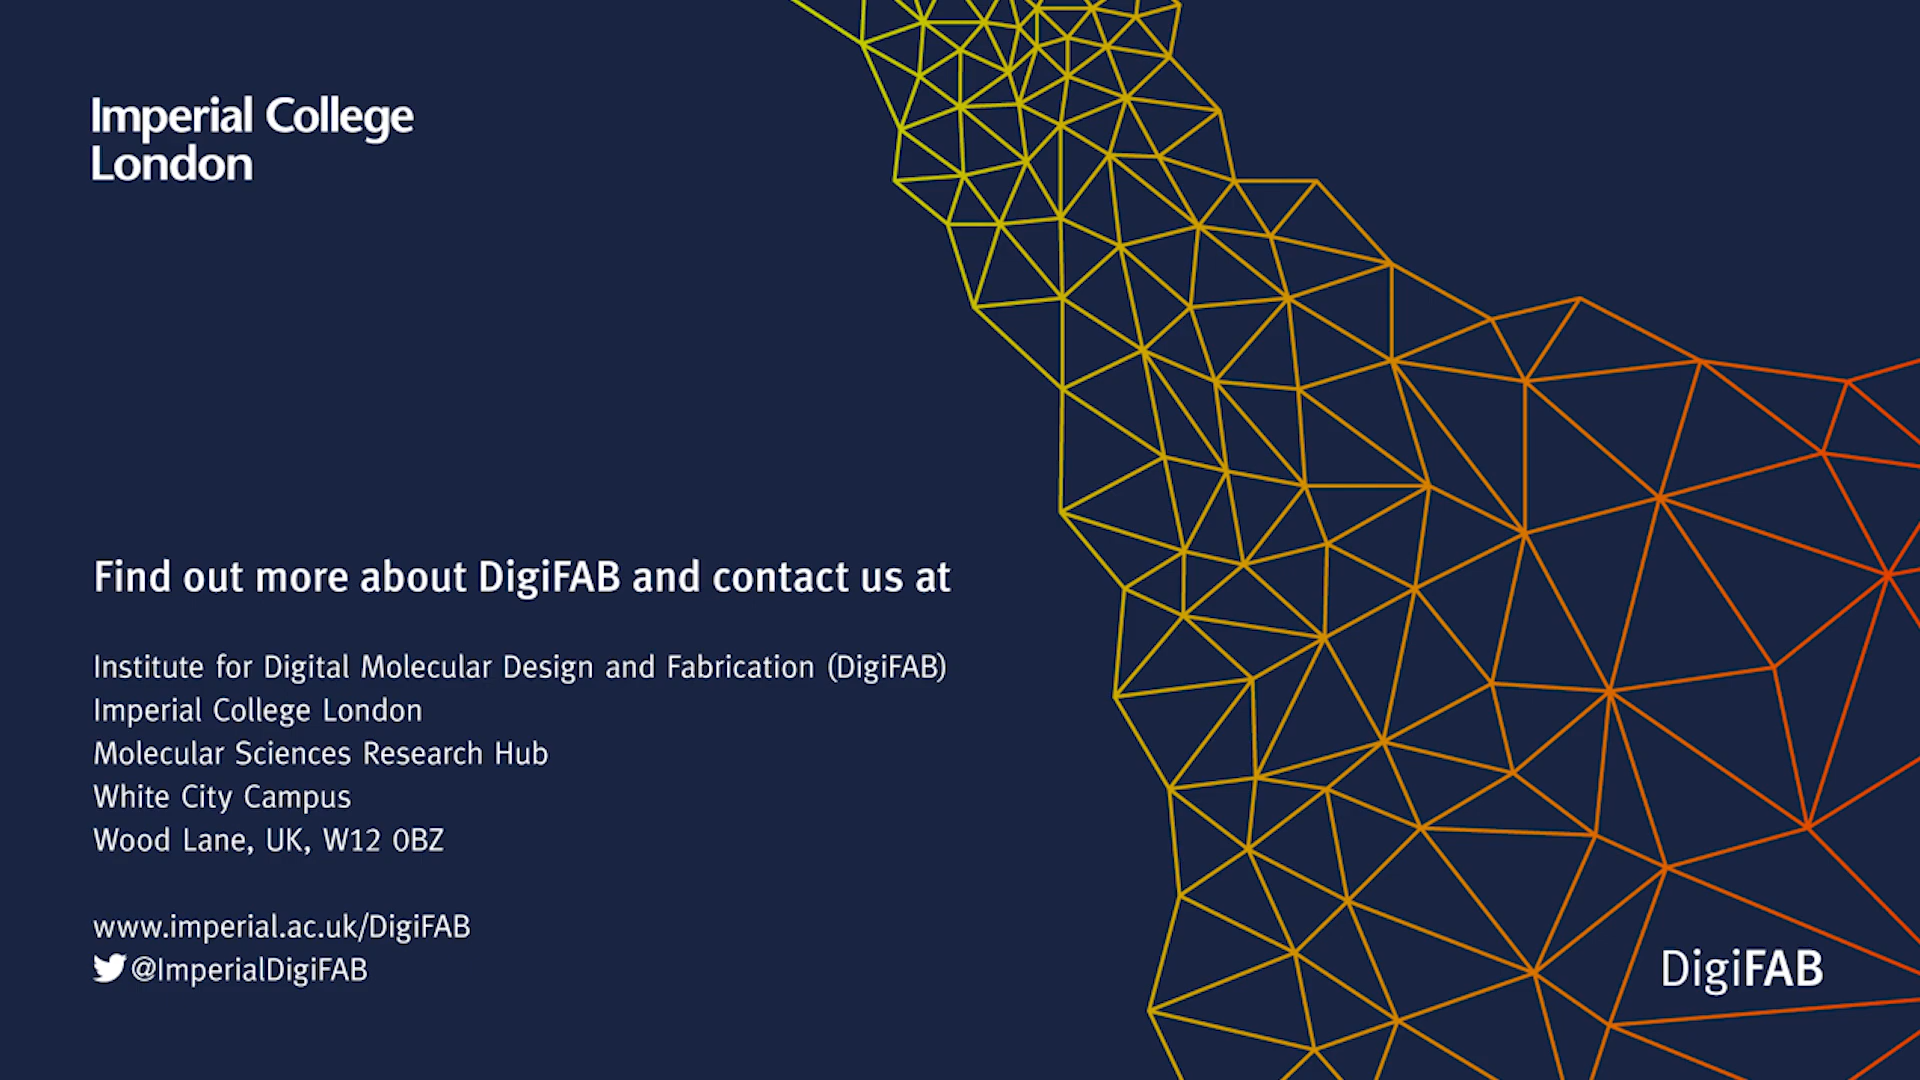 Imperial College
London
Find out more about DigiFAB and contact us at
Institute for Digital Molecular Design and Fabrication (DigiFAB)
Imperial College London
Molecular Sciences Research Hub
White City Campus
Wood Lane, UK, W12 0BZ
www.imperial.ac.uk/DigiFAB
@ImperialDigiFAB
DigiFAB